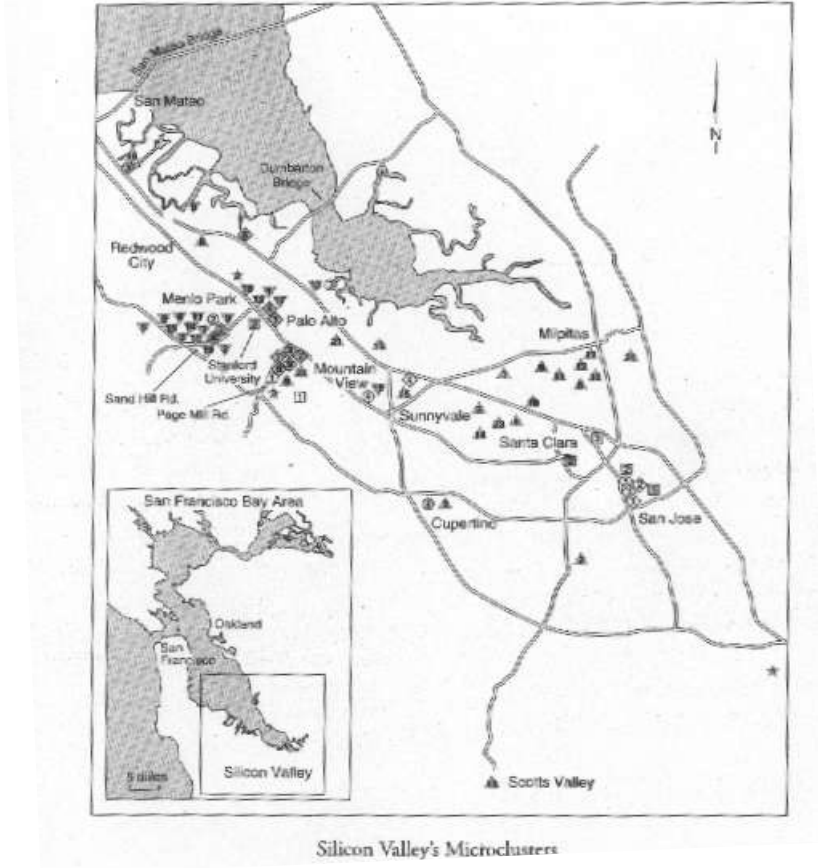 San Mateo Bridge
San Mateo
N
Dumbarton
Bridge
Redwood
City
Menlo Park
Palo Alto
Milpitas
Stanford
University
Mountain
View
Sand Hill Rd.
Page Mill Rd.
Sunnyvale
Santa Clara
San Francisco Bay Area
Cupertino
San Jose
Oakland
San
Francisco
Silicon Valley
5 miles
Scotts Valley
Silicon Valley's Microclusters